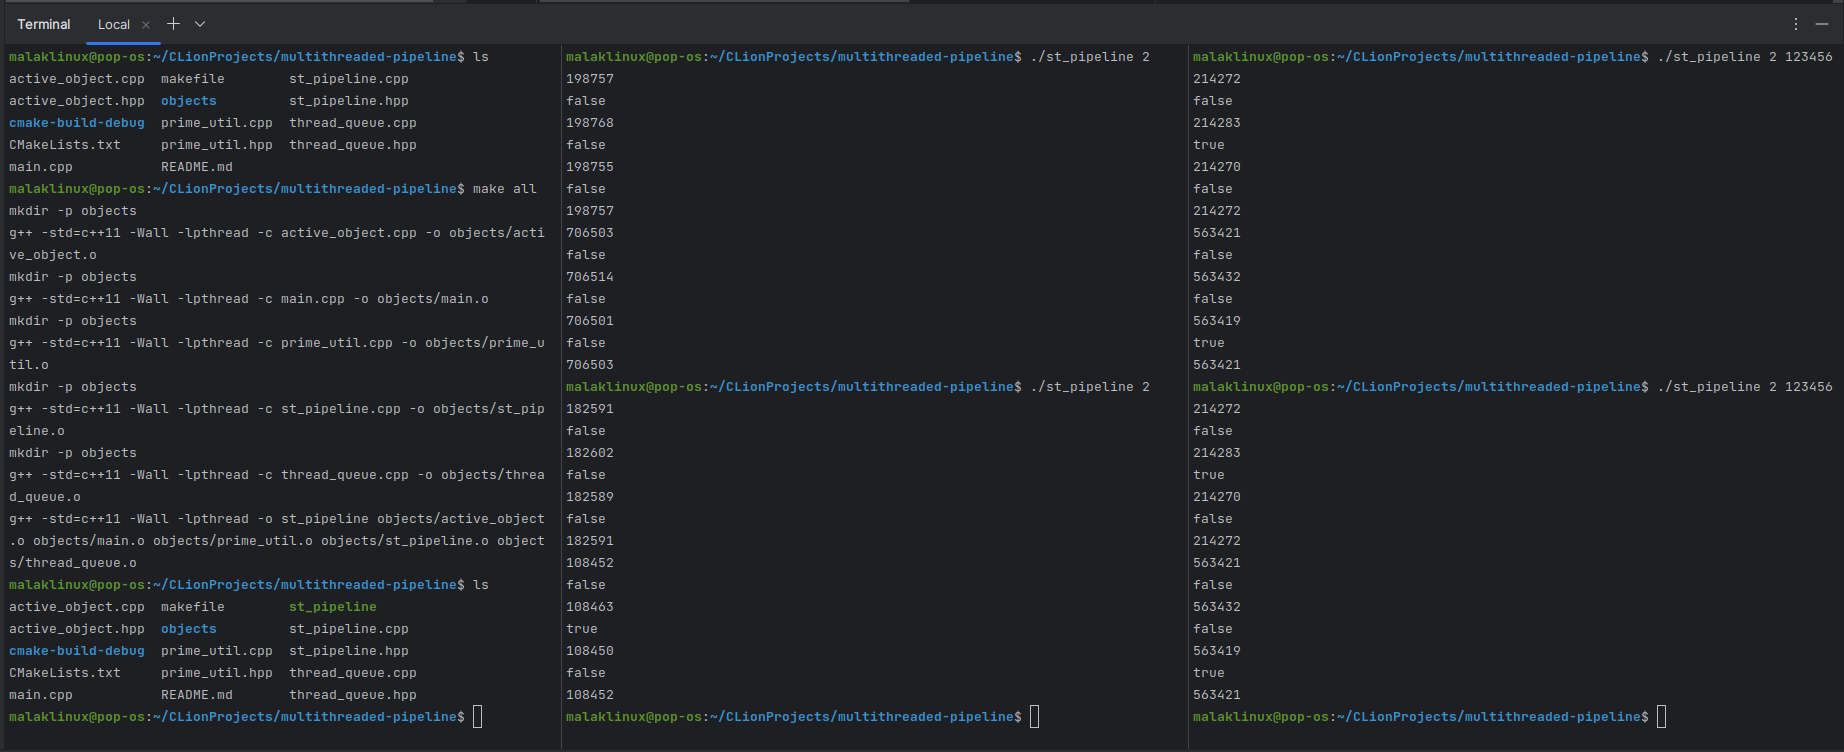 Terminal Local
malaklinux@pop-os:~/CLionProjects/multithreaded-pipeline$ ls
active_object.cpp makefile st_pipeline.cpp
active_object.hpp objects st_pipeline.hpp
cmake-build-debug prime_util.cpp thread_queue.cpp
CMakeLists.txt prime_util.hpp thread_queue.hpp
main.cpp README.md
malaklinux@pop-os:~/CLionProjects/multithreaded-pipeline$ make all
mkdir -p objects
g++ -std=c++11 -Wall -lpthread -c active_object.cpp -o objects/acti
ve_object.o
mkdir -p objects
g++ -std=c++11 -Wall -lpthread -c main.cpp -o objects/main.o
mkdir -p objects
g++ -std=c++11 -Wall -lpthread -c prime_util.cpp -o objects/prime_u
til.o
mkdir -p objects
g++ -std=c++11 -Wall -lpthread -c st_pipeline.cpp -o objects/st_pip
eline.o
mkdir -p objects
g++ -std=c++11 -Wall -lpthread -c thread_queue.cpp -o objects/threa
d_queue.o
g++ -std=c++11 -Wall -lpthread -o st_pipeline objects/active_object
.o objects/main.o objects/prime_util.o objects/st_pipeline.o object
s/thread_queue.o
malaklinux@pop-os:~/CLionProjects/multithreaded-pipeline$ ls
active_object.cpp makefile st_pipeline
active_object.hpp objects st_pipeline.cpp
cmake-build-debug prime_util.cpp st_pipeline.hpp
CMakeLists.txt prime_util.hpp thread_queue.cpp
main.cpp README.md thread_queue.hpp
malaklinux@pop-os:~/CLionProjects/multithreaded-pipeline$
malaklinux@pop-os:~/CLionProjects/multithreaded-pipeline$ ./st_pipeline 2
198757
false
198768
false
198755
false
198757
706503
false
706514
false
706501
false
706503
malaklinux@pop-os:~/CLionProjects/multithreaded-pipeline$ ./st_pipeline 2
182591
false
182602
false
182589
false
182591
108452
false
108463
true
108450
false
108452
malaklinux@pop-os:~/CLionProjects/multithreaded-pipeline$
malaklinux@pop-os:~/CLionProjects/multithreaded-pipeline$ ./st_pipeline 2 123456
214272
false
214283
true
214270
false
214272
563421
false
563432
false
563419
true
563421
malaklinux@pop-os:~/CLionProjects/multithreaded-pipeline$ ./st_pipeline 2 123456
214272
false
214283
true
214270
false
214272
563421
false
563432
false
563419
true
563421
malaklinux@pop-os:~/CLionProjects/multithreaded-pipeline$